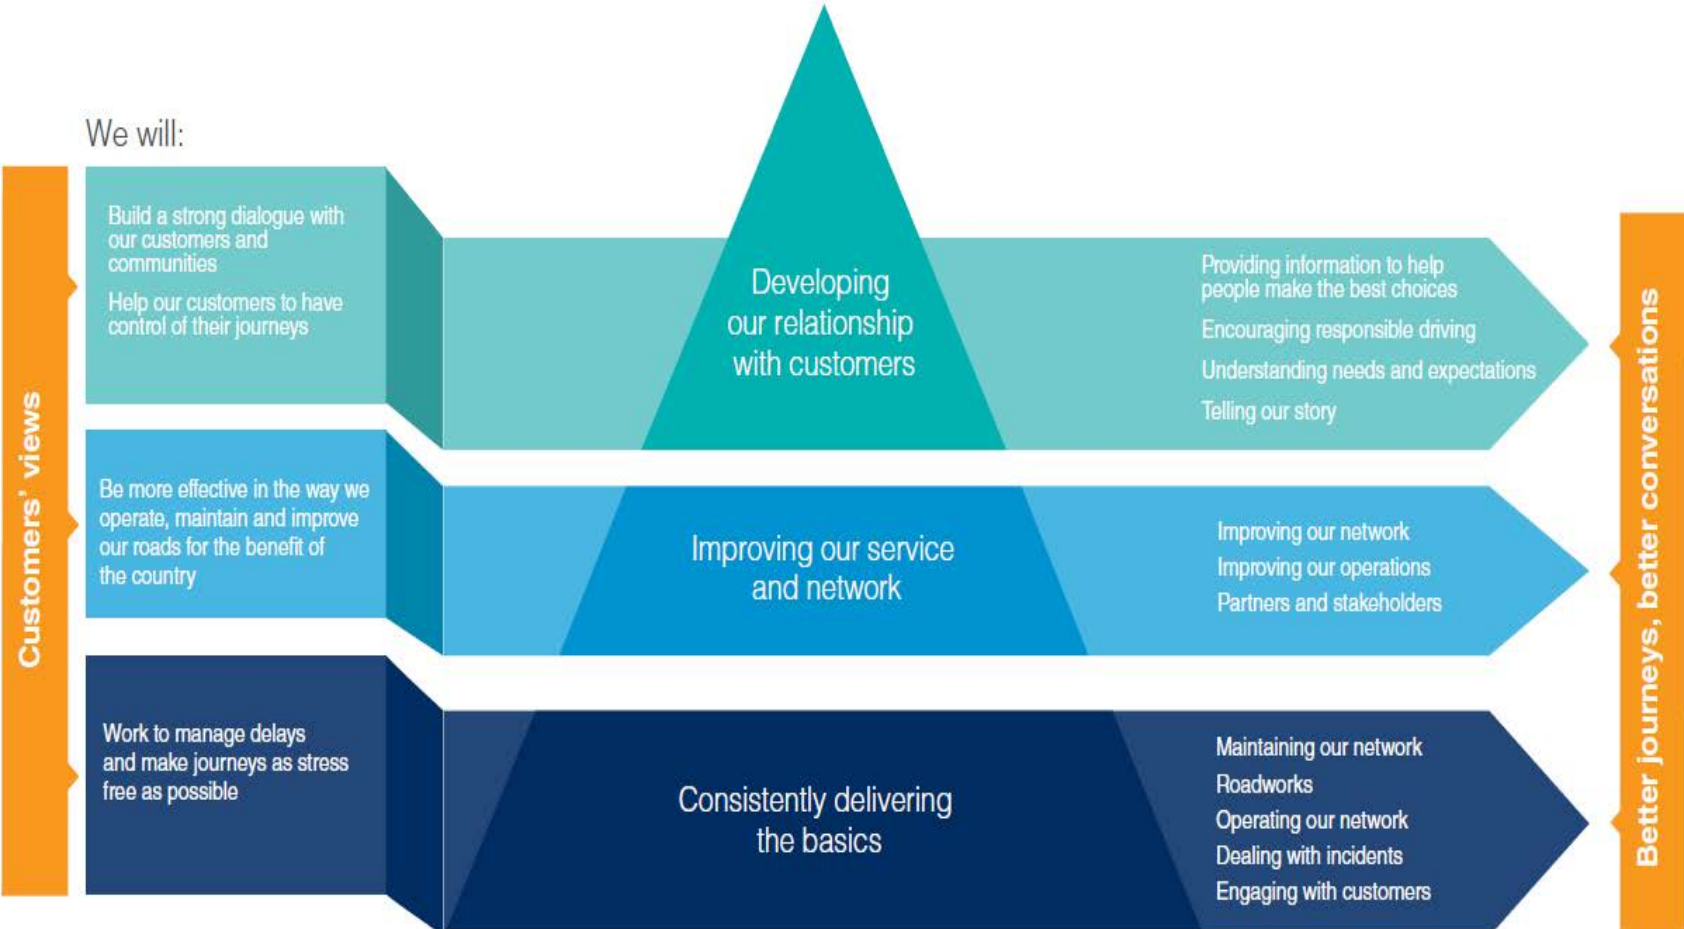 We will:
Customers' views
Build a strong dialogue with
our customers and
communities
Help our customers to have
control of their journeys
Developing
our relationship
with customers
Providing information to help
people make the best choices
Encouraging responsible driving
Understanding needs and expectations
Telling our story
Be more effective in the way we
operate, maintain and improve
our roads for the benefit of
the country
Improving our service
and network
Improving our network
Improving our operations
Partners and stakeholders
Work to manage delays
and make journeys as stress
free as possible
Consistently delivering
the basics
Maintaining our network
Roadworks
Operating our network
Dealing with incidents
Engaging with customers
Better journeys, better conversations